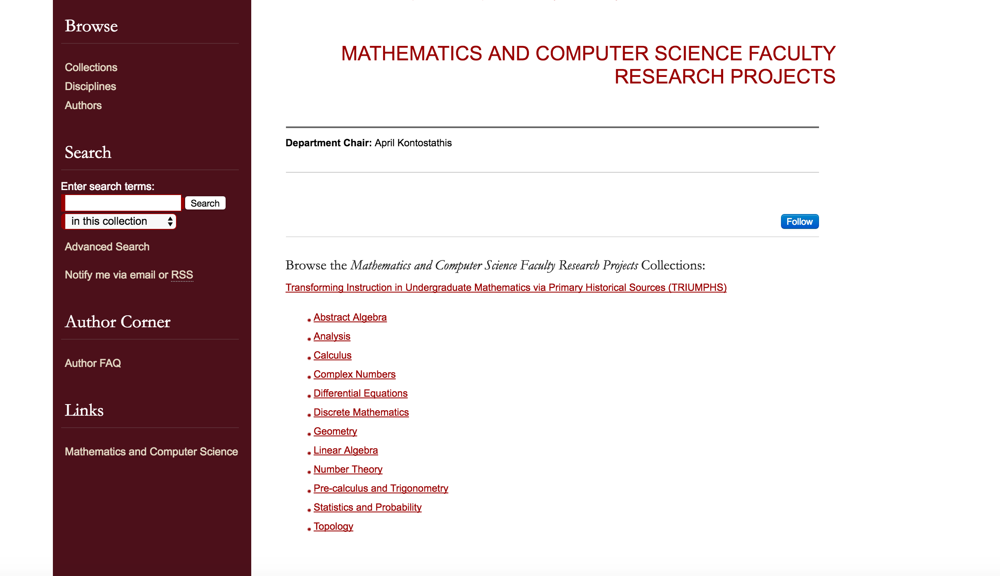 Browse
Collections
Disciplines
Authors
Search
Enter search terms:
Search
in this collection
Advanced Search
Notify me via email or RSS
Author Corner
Author FAQ
Links
Mathematics and Computer Science
MATHEMATICS AND COMPUTER SCIENCE FACULTY
RESEARCH PROJECTS
Department Chair: April Kontostathis
Follow
Browse the Mathematics and Computer Science Faculty Research Projects Collections:
Transforming Instruction in Undergraduate Mathematics via Primary Historical Sources (TRIUMPHS)
Abstract Algebra
Analysis
Calculus
Complex Numbers
Differential Equations
Discrete Mathematics
Geometry
Linear Algebra
Number Theory
Pre-calculus and Trigonometry
Statistics and Probability
Topology